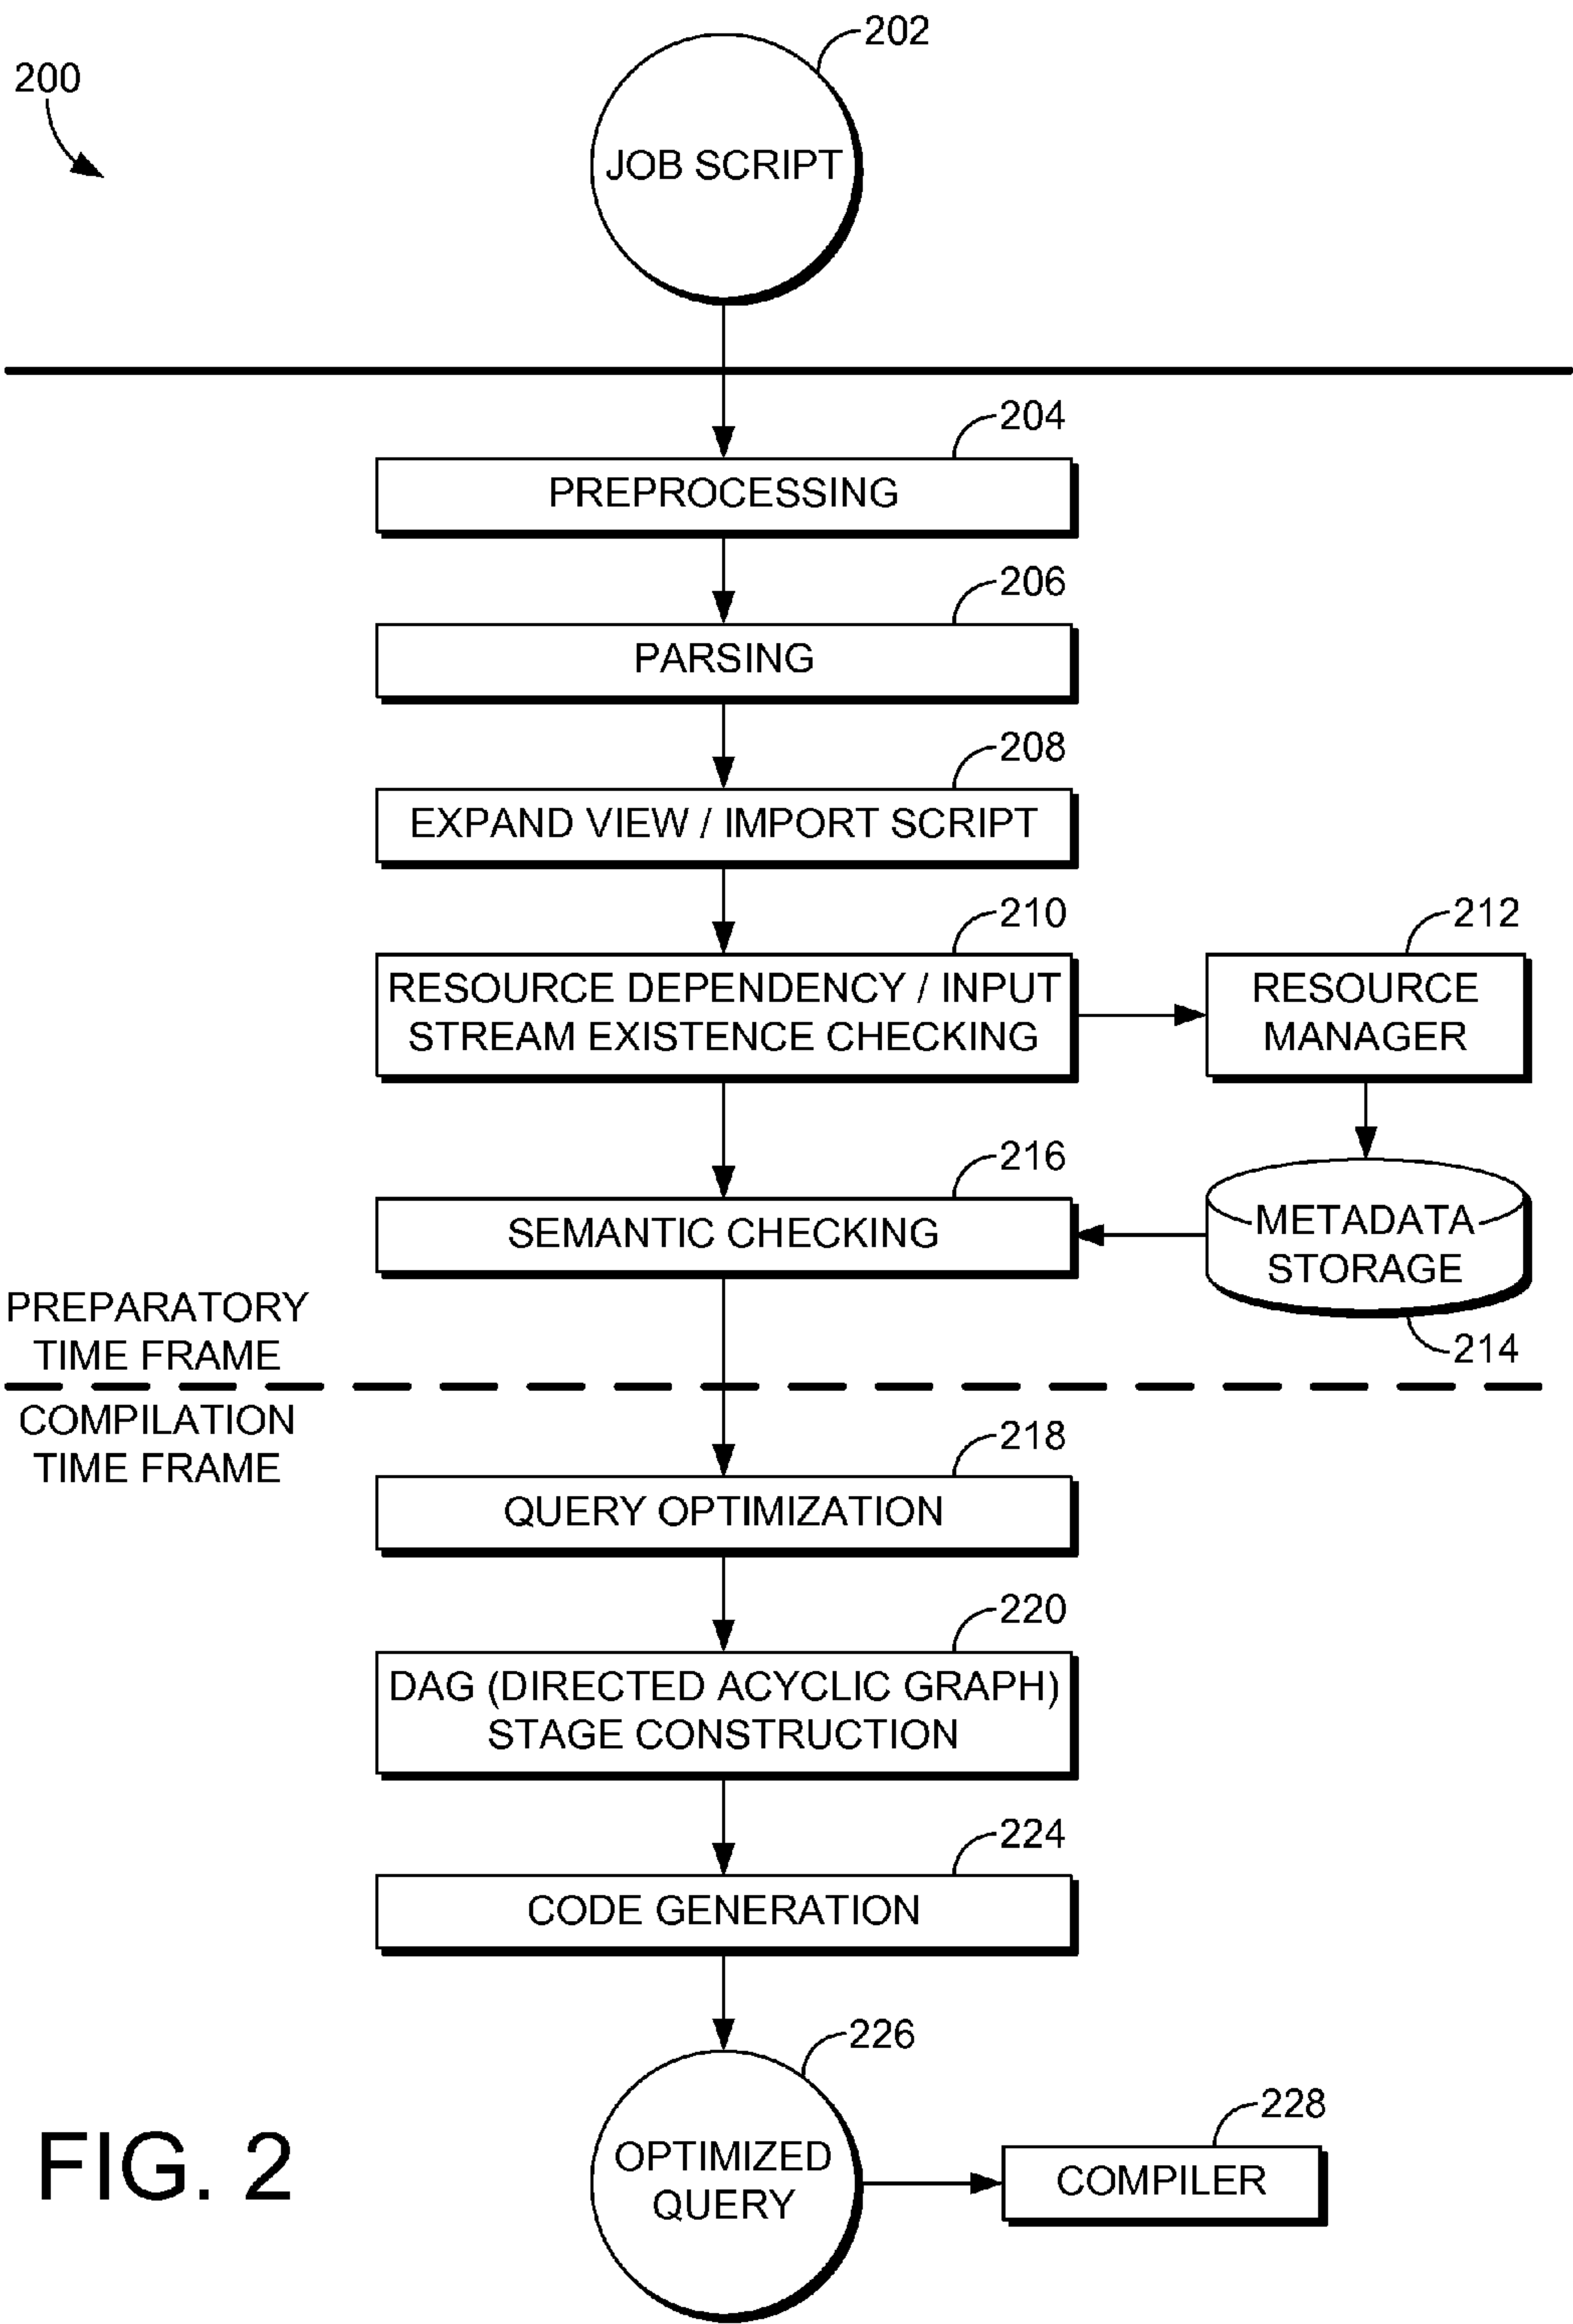 202
200
JOB SCRIPT
204
PREPROCESSING
206
PARSING
208
EXPAND VIEW / IMPORT SCRIPT
210
212
RESOURCE DEPENDENCY / INPUT
STREAM EXISTENCE CHECKING
RESOURCE
MANAGER
216
SEMANTIC CHECKING
METADATA
STORAGE
214
PREPARATORY
TIME FRAME
COMPILATION
TIME FRAME
218
QUERY OPTIMIZATION
220
DAG (DIRECTED ACYCLIC GRAPH)
STAGE CONSTRUCTION
224
CODE GENERATION
226
OPTIMIZED
QUERY
228
COMPILER
FIG. 2